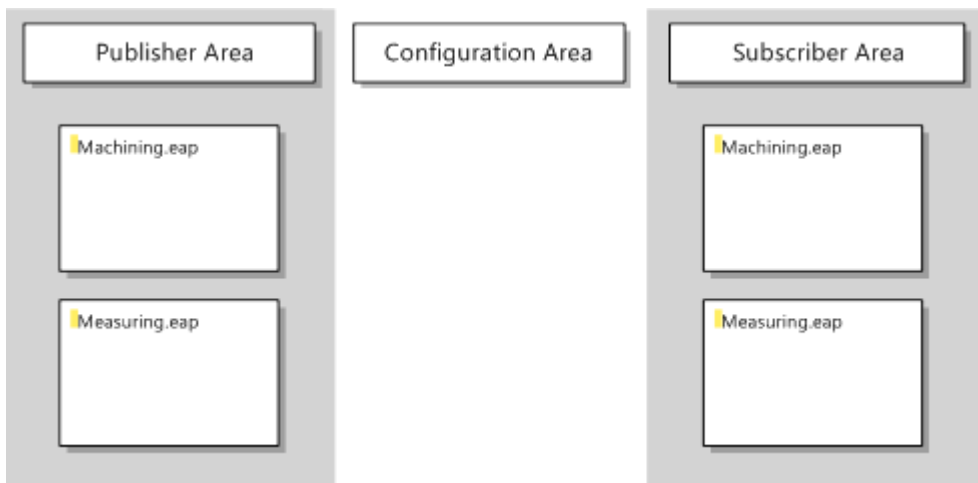 Publisher Area
Configuration Area
Subscriber Area
Machining.eap
Machining.eap
Measuring.eap
Measuring.eap